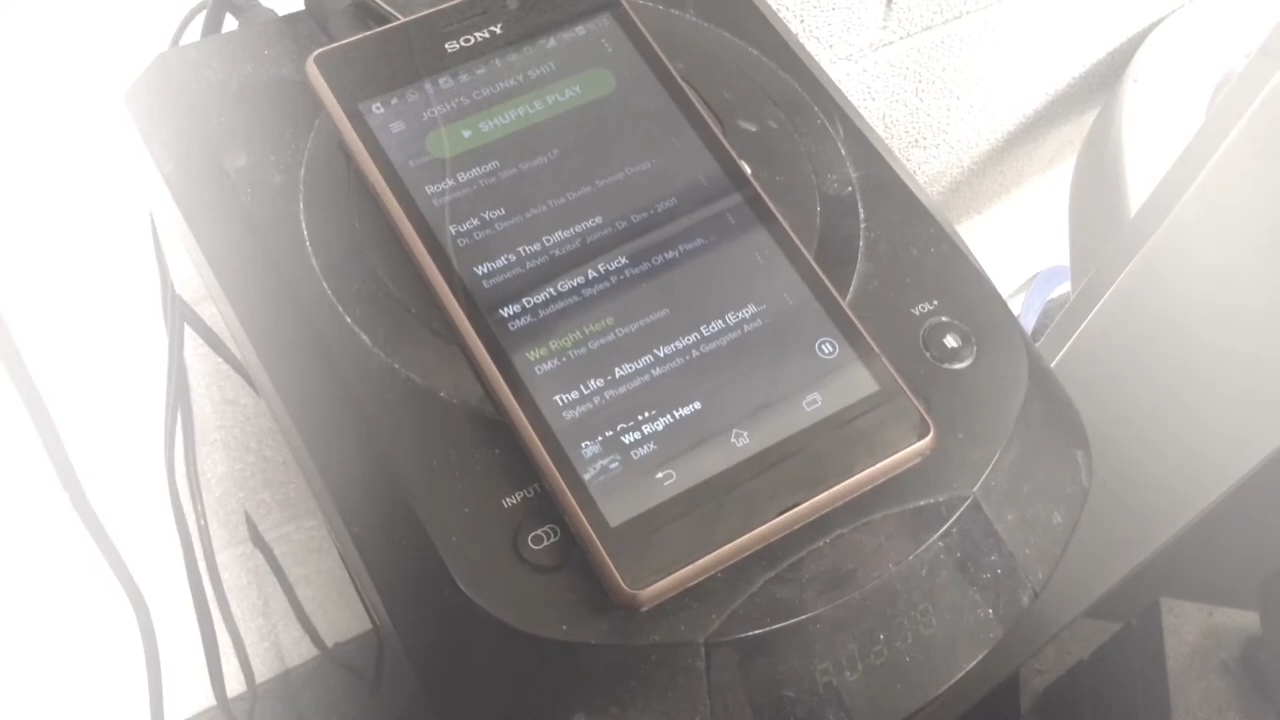 SONY
JOSH'S CRUNKY SHIT
SHUFFLE PLAY
Rock Bottom
Eminem • The Slim Shady LP
Fuck You
Dr. Dre, Devin a/k/a The Dude, Snoop Dogg •
What's The Difference
Eminem, Alvin "Xzibit" Joiner, Dr. Dre • 2001
We Don't Give A Fuck
DMX, Judakiss, Styles P • Flesh Of My Flesh, ...
We Right Here
DMX • The Great Depression
The Life - Album Version Edit (Expli...
Styles P, Pharoahe Monch • A Gangster And ...
We Right Here
DMX
VOL+
INPUT